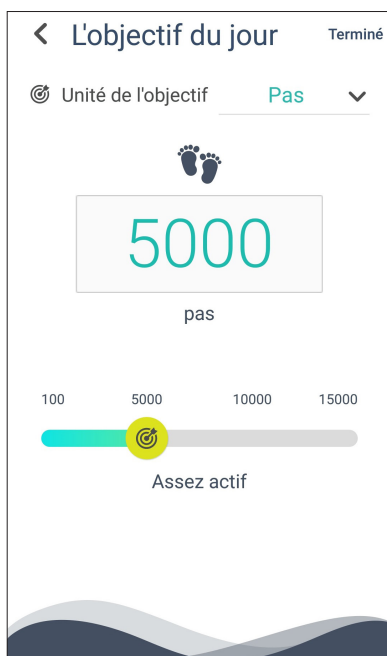 L'objectif du jour Terminé
Unité de l'objectif Pas
5000
pas
100 5000 10000 15000
Assez actif